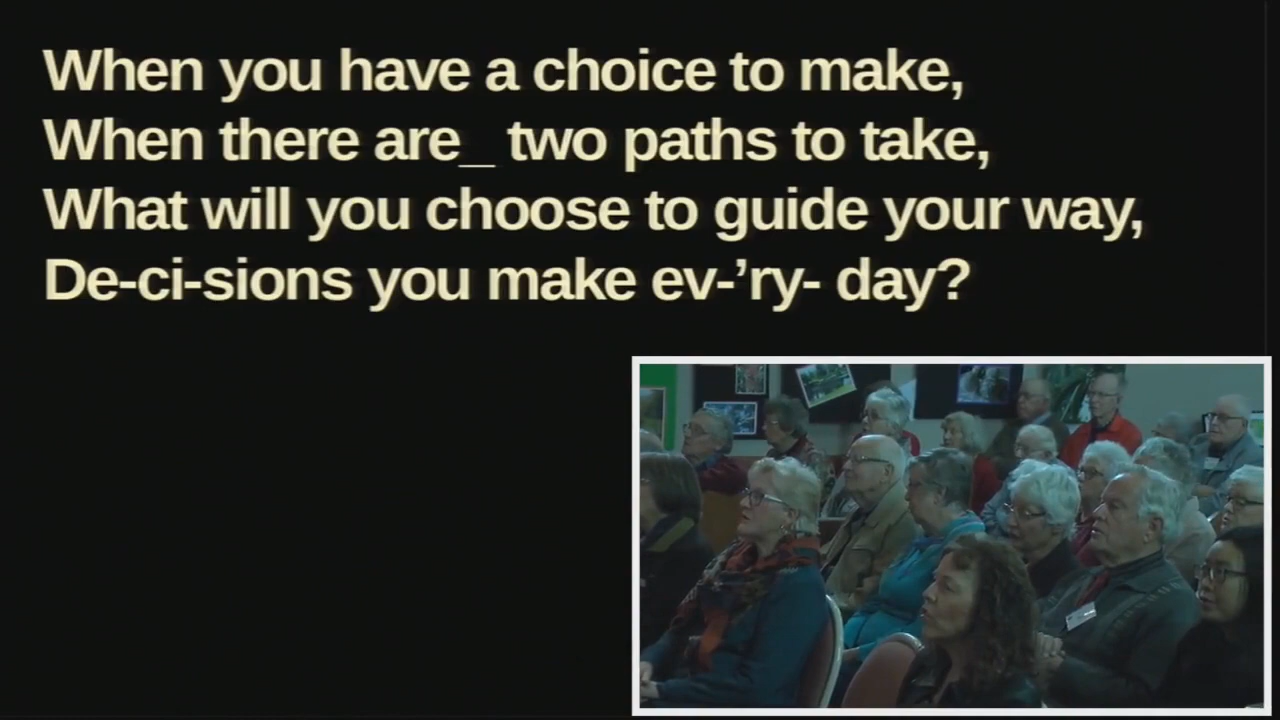 When you have a choice to make,
When there are_ two paths to take,
What will you choose to guide your way,
De-ci-sions you make ev-’ry- day?